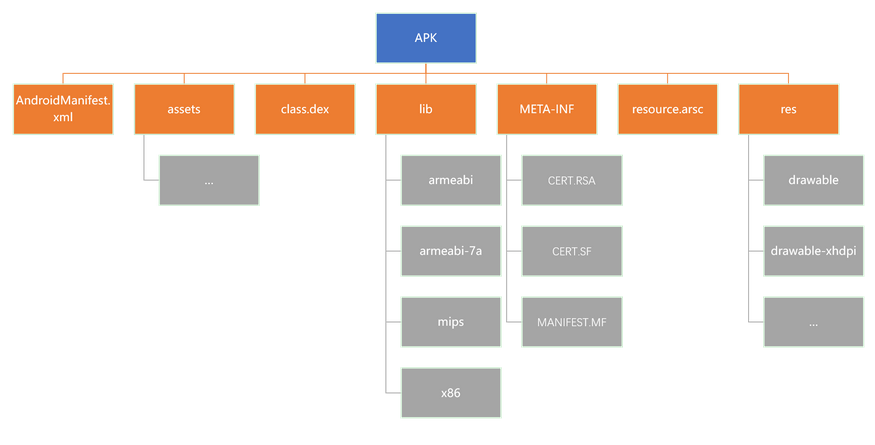 APK
AndroidManifest.
xml
assets
class.dex
lib
META-INF
resource.arsc
res
...
armeabi
CERT.RSA
drawable
armeabi-7a
CERT.SF
drawable-xhdpi
mips
MANIFEST.MF
...
x86